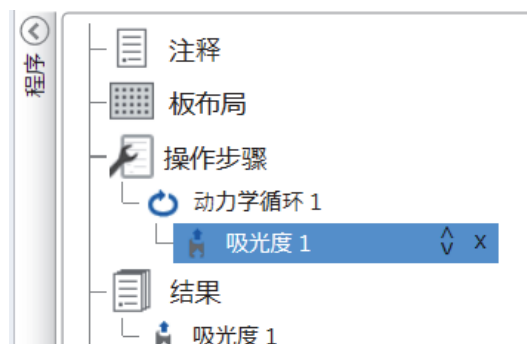 程序
注释
板布局
操作步骤
动力学循环 1
吸光度 1 x
结果
吸光度 1